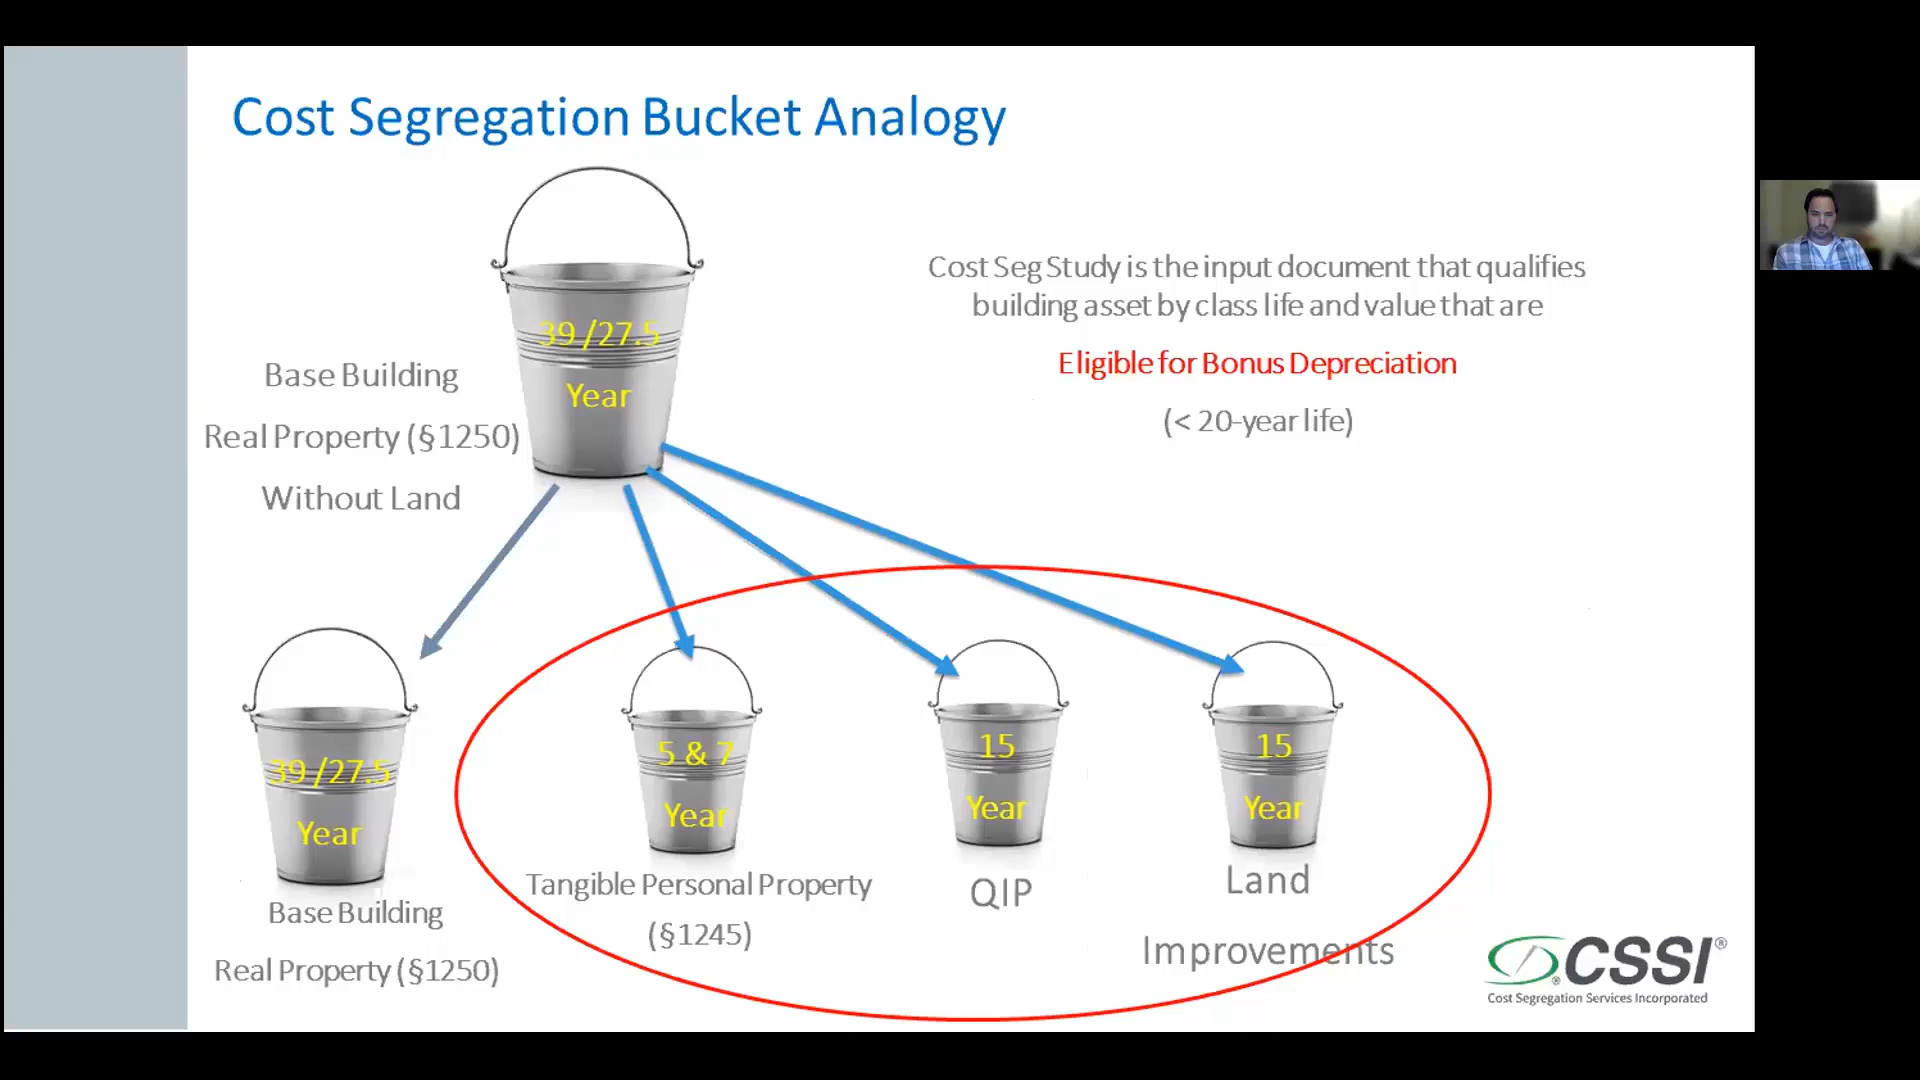 Cost Segregation Bucket Analogy
39 /27.5
Year
Base Building
Real Property (§1250)
Without Land
Cost Seg Study is the input document that qualifies
building asset by class life and value that are
Eligible for Bonus Depreciation
(< 20-year life)
39 /27.5
Year
Base Building
Real Property (§1250)
5 & 7
Year
Tangible Personal Property
(§1245)
15
Year
QIP
15
Year
Land
Improvements
CSSI®
Cost Segregation Services Incorporated